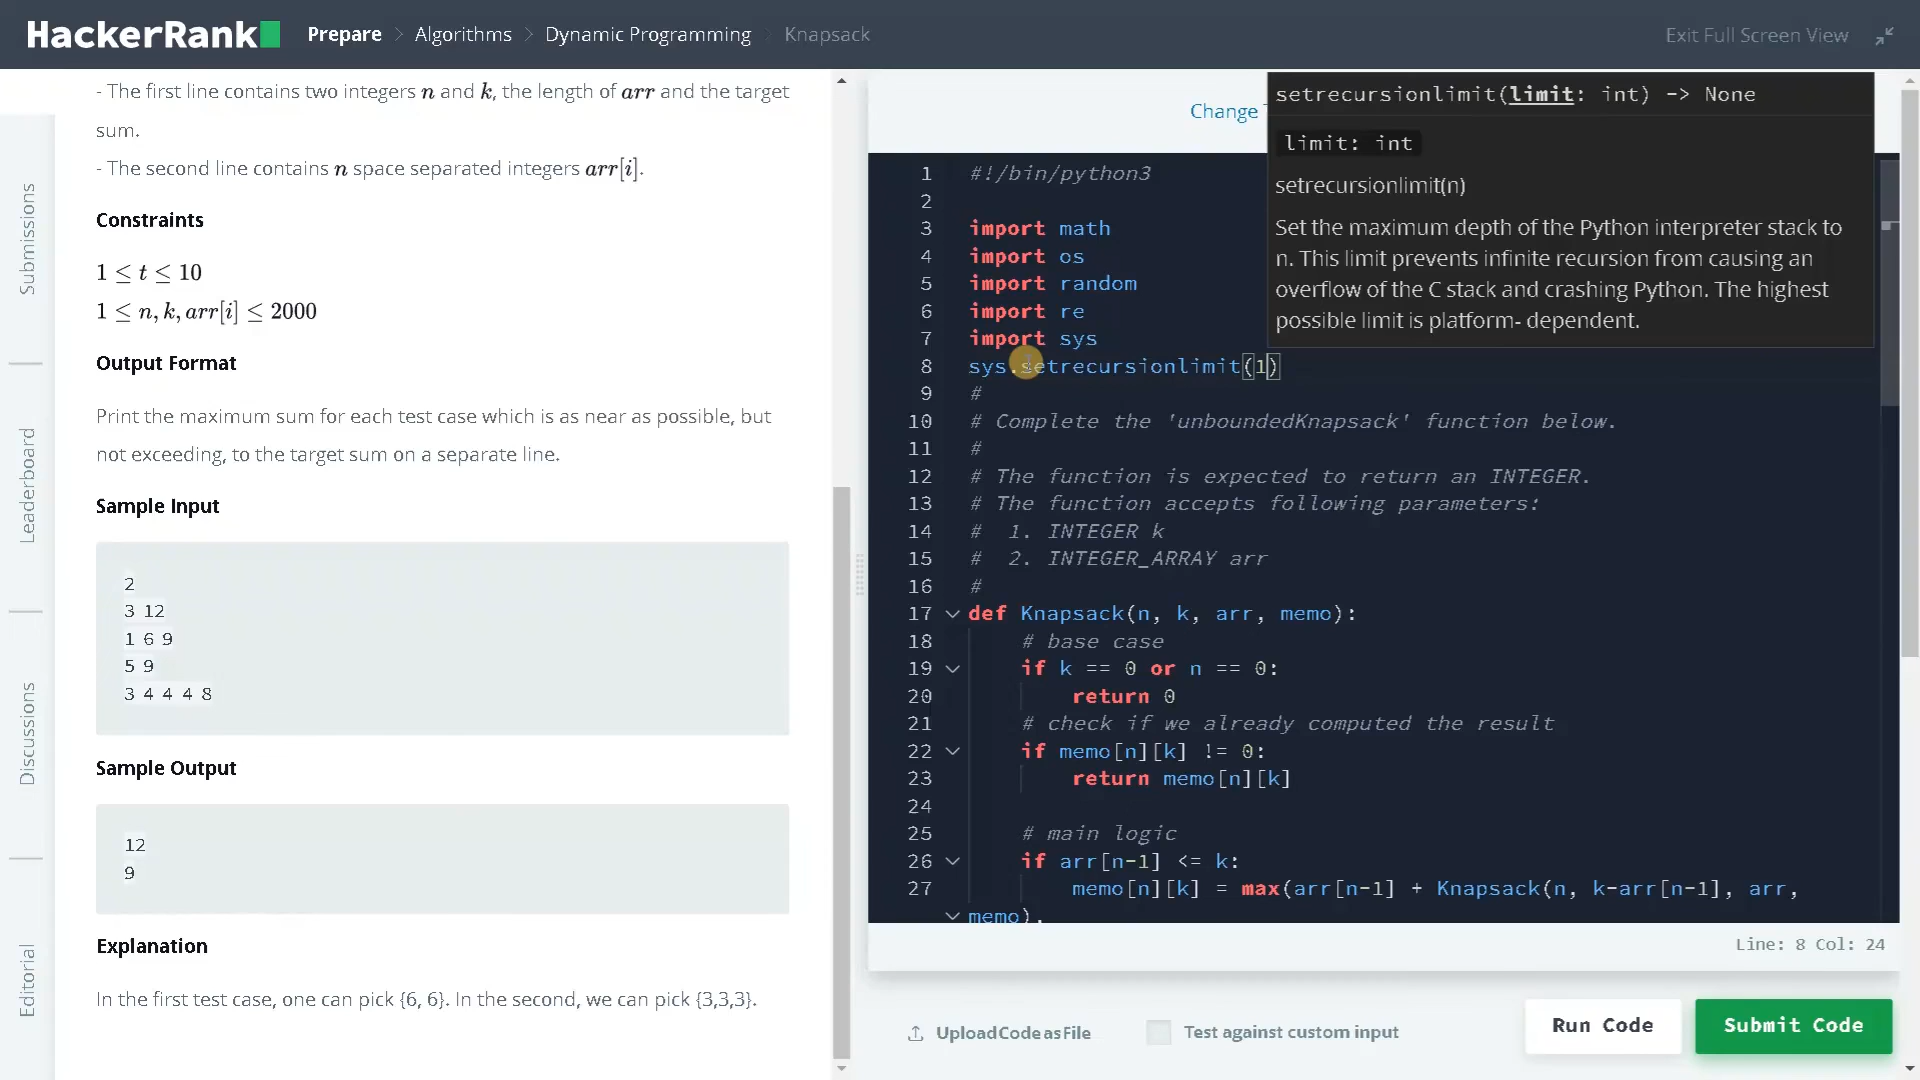 HackerRank
Prepare > Algorithms > Dynamic Programming > Knapsack
Exit Full Screen View
Submissions
Leaderboard
Discussions
Editorial
- The first line contains two integers n and k, the length of arr and the target
sum.
- The second line contains n space separated integers arr[i].
Constraints
1 ≤ t ≤ 10
1 ≤ n, k, arr[i] ≤ 2000
Output Format
Print the maximum sum for each test case which is as near as possible, but
not exceeding, to the target sum on a separate line.
Sample Input
2
3 12
1 6 9
5 9
3 4 4 4 8
Sample Output
12
9
Explanation
In the first test case, one can pick {6, 6}. In the second, we can pick {3,3,3}.
Change
setrecursionlimit(limit: int) -> None
limit: int
setrecursionlimit(n)
Set the maximum depth of the Python interpreter stack to
n. This limit prevents infinite recursion from causing an
overflow of the C stack and crashing Python. The highest
possible limit is platform- dependent.
1 #!/bin/python3
2
3 import math
4 import os
5 import random
6 import re
7 import sys
8 sys.setrecursionlimit(1)
9 #
10 # Complete the 'unboundedKnapsack' function below.
11 #
12 # The function is expected to return an INTEGER.
13 # The function accepts following parameters:
14 #  1. INTEGER k
15 #  2. INTEGER_ARRAY arr
16 #
17 def Knapsack(n, k, arr, memo):
18     # base case
19     if k == 0 or n == 0:
20         return 0
21     # check if we already computed the result
22     if memo[n][k] != 0:
23         return memo[n][k]
24
25     # main logic
26     if arr[n-1] <= k:
27         memo[n][k] = max(arr[n-1] + Knapsack(n, k-arr[n-1], arr,
memo),
Line: 8 Col: 24
Upload Code as File
Test against custom input
Run Code
Submit Code